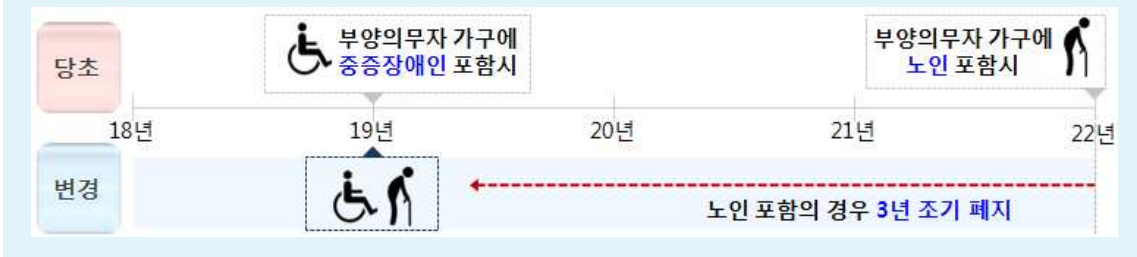 당초
부양의무자 가구에
중증장애인 포함시
부양의무자 가구에
노인 포함시
18년
19년
20년
21년
22년
변경
노인 포함의 경우 3년 조기 폐지